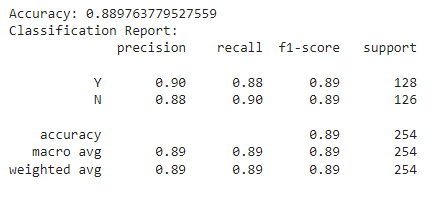 Accuracy: 0.889763779527559
Classification Report:
precision recall f1-score support
Y 0.90 0.88 0.89 128
N 0.88 0.90 0.89 126
accuracy 0.89 254
macro avg 0.89 0.89 0.89 254
weighted avg 0.89 0.89 0.89 254